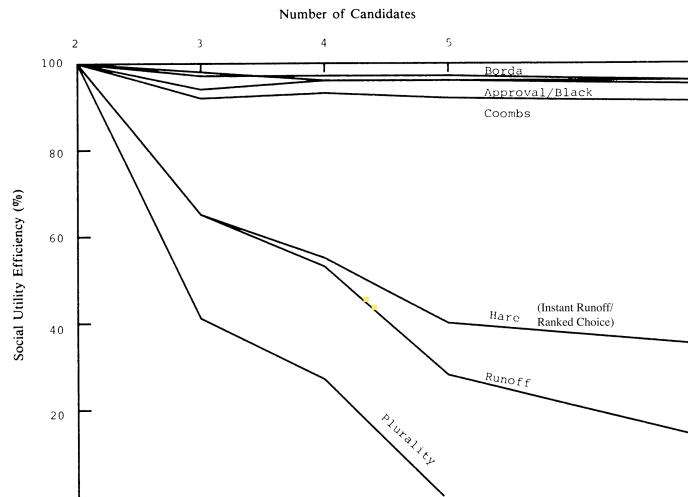 Number of Candidates
2 3 4 5
100
Borda
Approval/Black
Coombs
80
Social Utility Efficiency (%)
60
Hare
(Instant Runoff/
Ranked Choice)
40
Runoff
20
Plurality